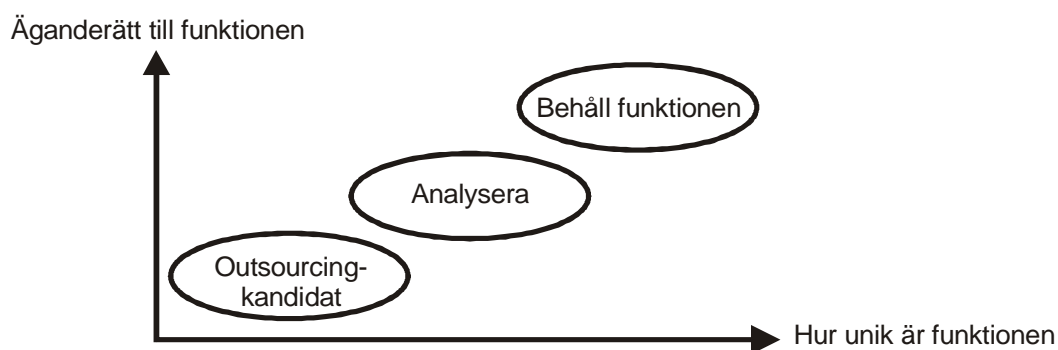 Äganderätt till funktionen
Behåll funktionen
Analysera
Outsourcing-
kandidat
Hur unik är funktionen